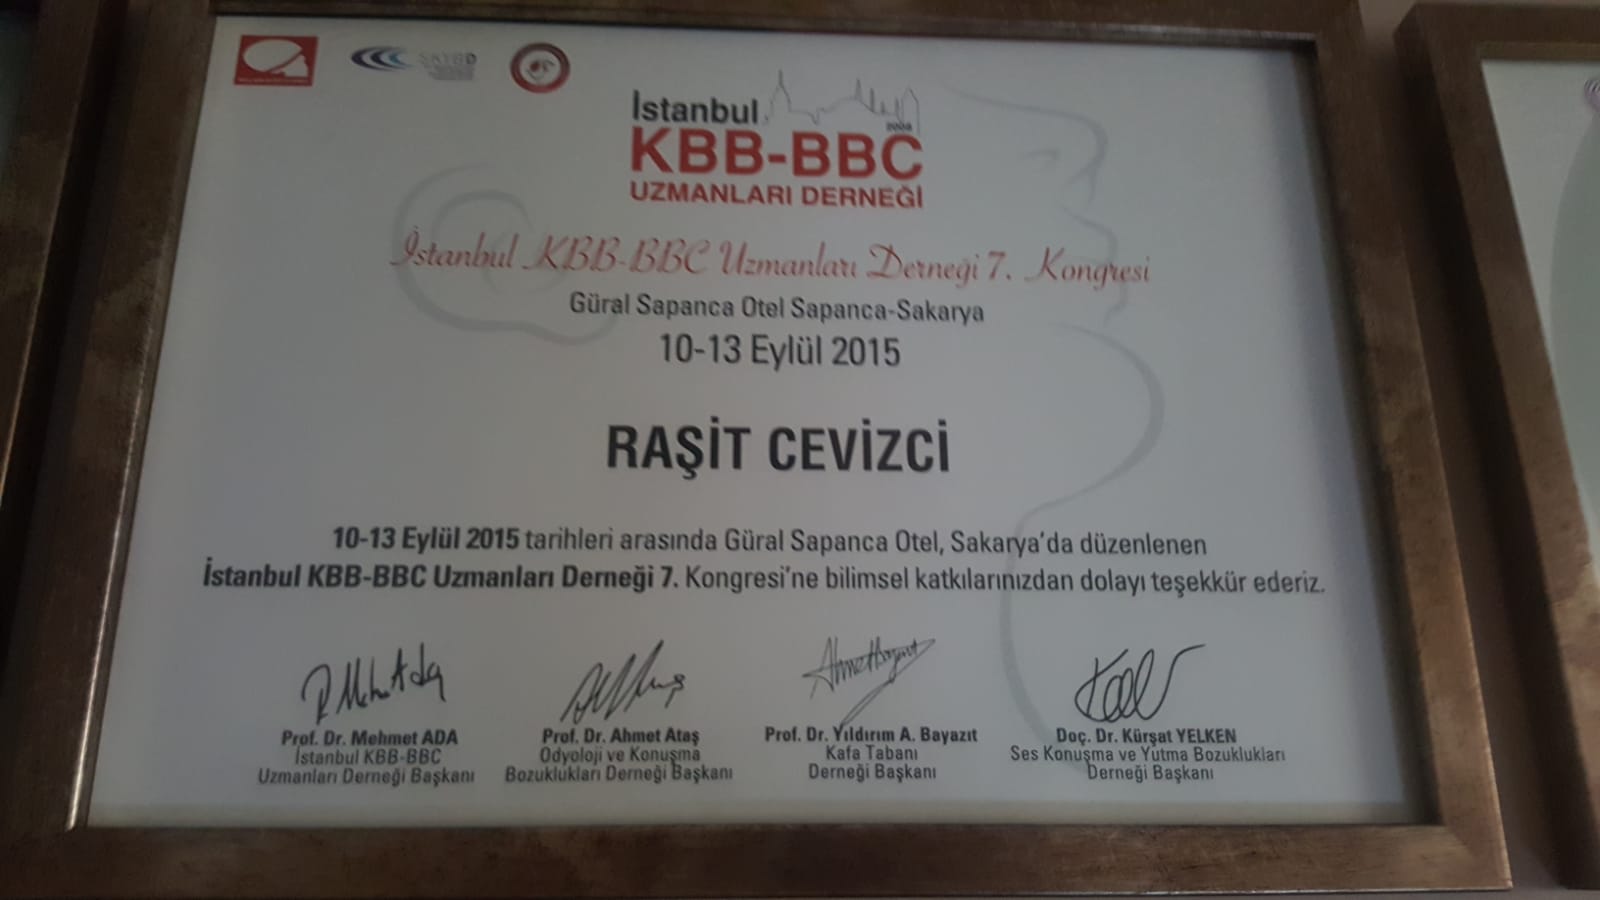 SKYBD
İstanbul
2008
KBB-BBC
UZMANLARI DERNEĞİ
İstanbul KBB-BBC Uzmanları Derneği 7. Kongresi
Güral Sapanca Otel Sapanca-Sakarya
10-13 Eylül 2015
RAŞİT CEVİZCİ
10-13 Eylül 2015 tarihleri arasında Güral Sapanca Otel, Sakarya'da düzenlenen
İstanbul KBB-BBC Uzmanları Derneği 7. Kongresi'ne bilimsel katkılarınızdan dolayı teşekkür ederiz.
Prof. Dr. Mehmet ADA
İstanbul KBB-BBC
Uzmanları Derneği Başkanı
Prof. Dr. Ahmet Ataş
Odyoloji ve Konuşma
Bozuklukları Derneği Başkanı
Prof. Dr. Yıldırım A. Bayazıt
Kafa Tabanı
Derneği Başkanı
Doç. Dr. Kürşat YELKEN
Ses Konuşma ve Yutma Bozuklukları
Derneği Başkanı